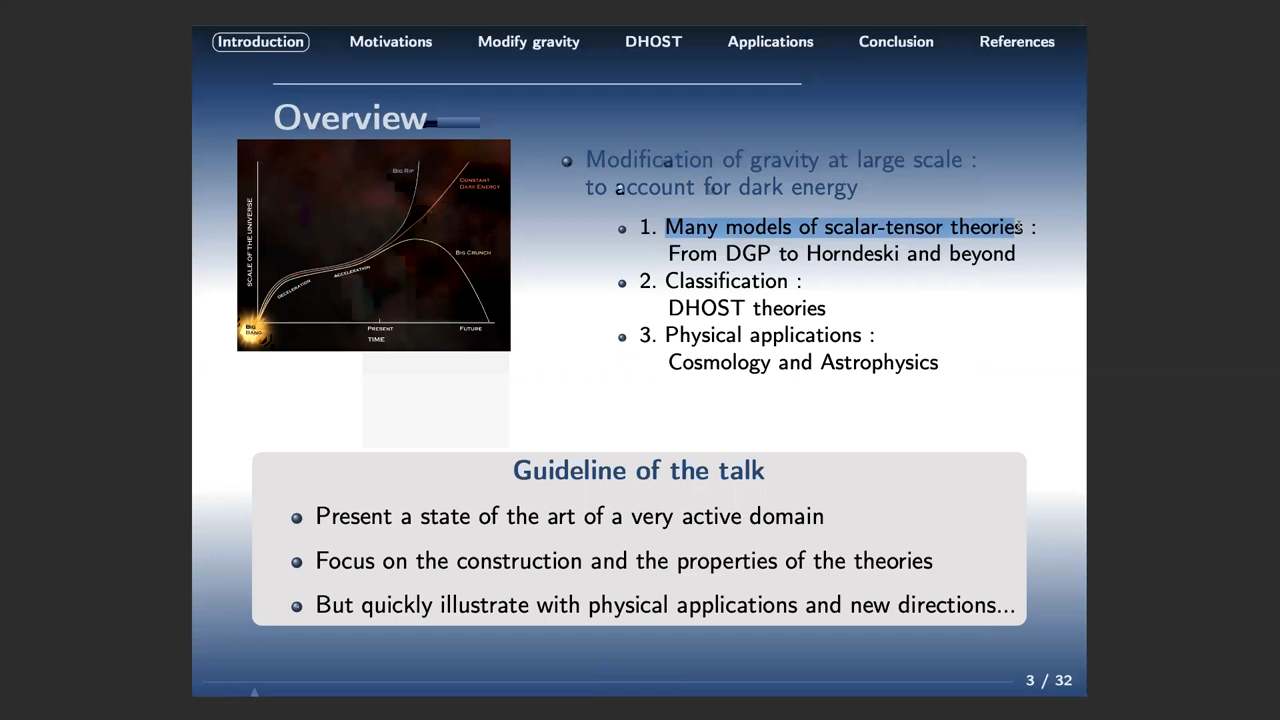 Introduction Motivations Modify gravity DHOST Applications Conclusion References
Overview
SCALE OF THE UNIVERSE
BIG RIP
CONSTANT
DARK ENERGY
BIG CRUNCH
DECELERATION
ACCELERATION
BIG
BANG
PRESENT
FUTURE
TIME
Modification of gravity at large scale :
to account for dark energy
1. Many models of scalar-tensor theories :
From DGP to Horndeski and beyond
2. Classification :
DHOST theories
3. Physical applications :
Cosmology and Astrophysics
Guideline of the talk
Present a state of the art of a very active domain
Focus on the construction and the properties of the theories
But quickly illustrate with physical applications and new directions...
3 / 32